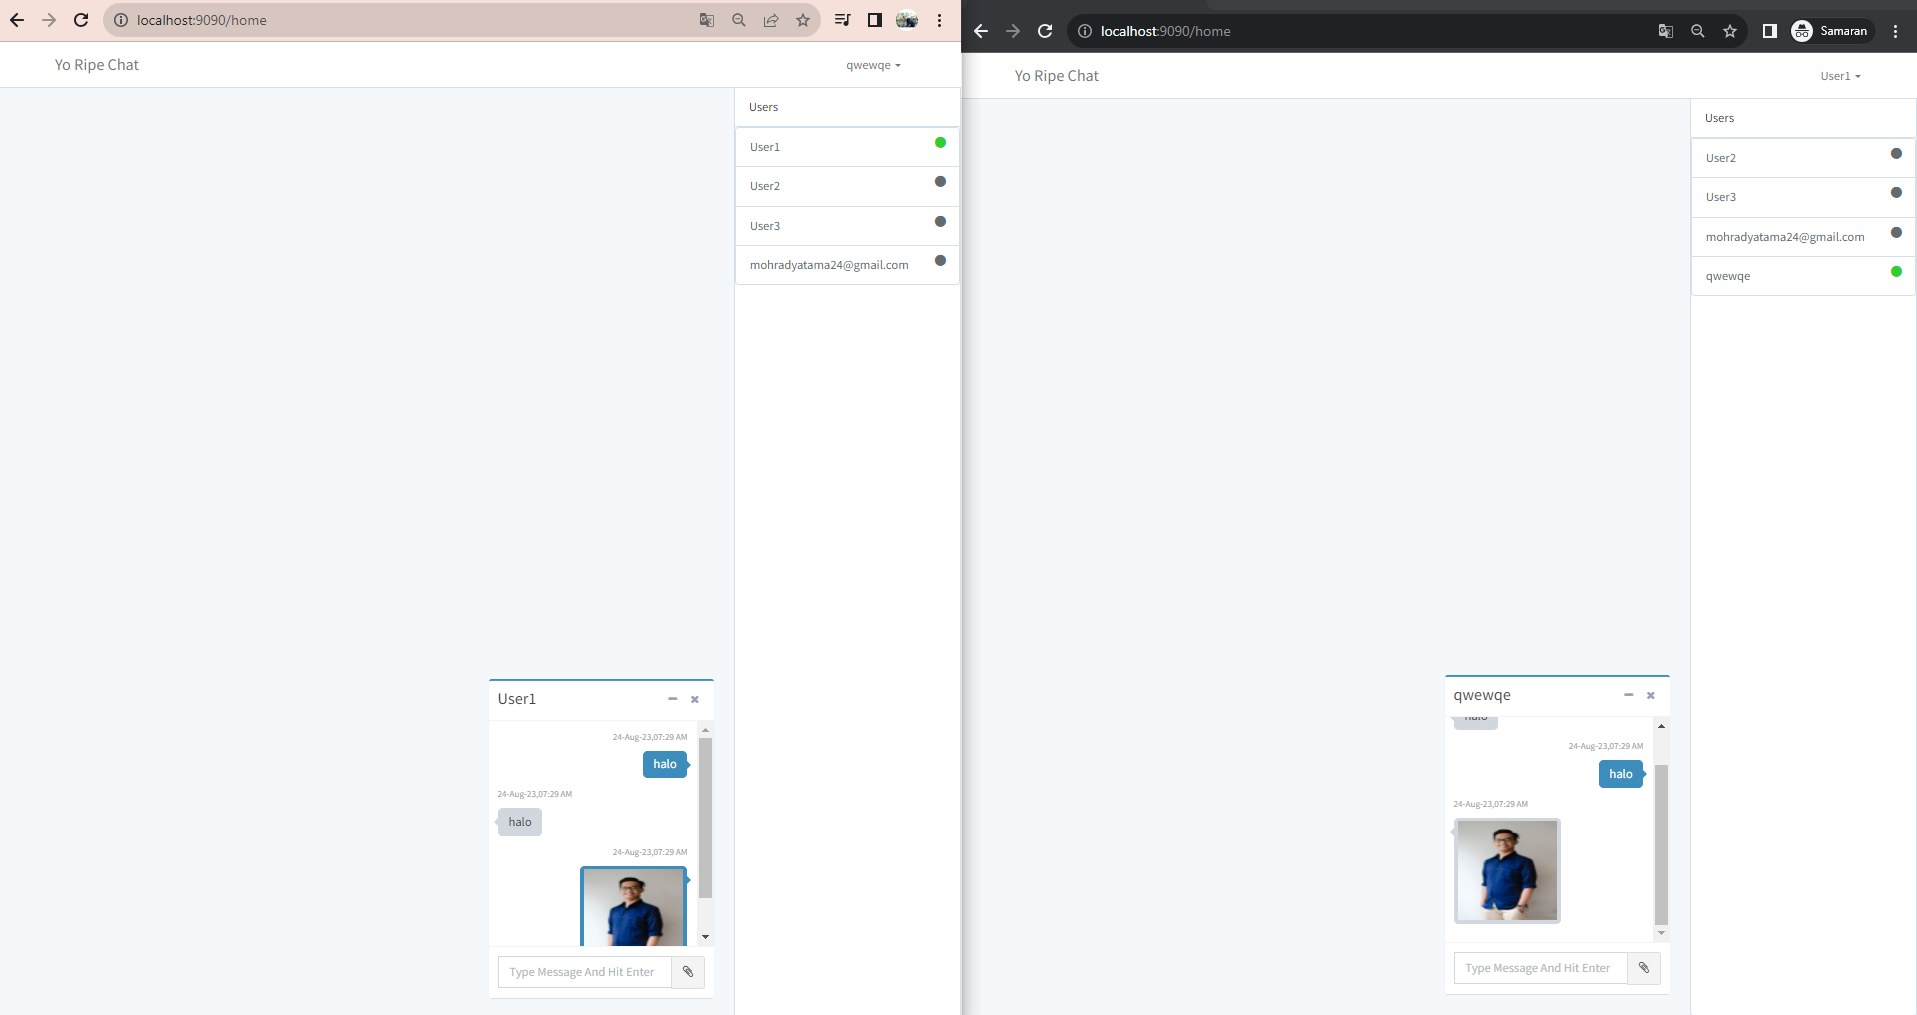 localhost:9090/home
Yo Ripe Chat
qwewqe
Users
User1
User2
User3
mohradyatama24@gmail.com
User1
24-Aug-23,07:29 AM
halo
24-Aug-23,07:29 AM
halo
24-Aug-23,07:29 AM
Type Message And Hit Enter
localhost:9090/home
Samaran
Yo Ripe Chat
User1
Users
User2
User3
mohradyatama24@gmail.com
qwewqe
qwewqe
halo
24-Aug-23,07:29 AM
halo
24-Aug-23,07:29 AM
Type Message And Hit Enter